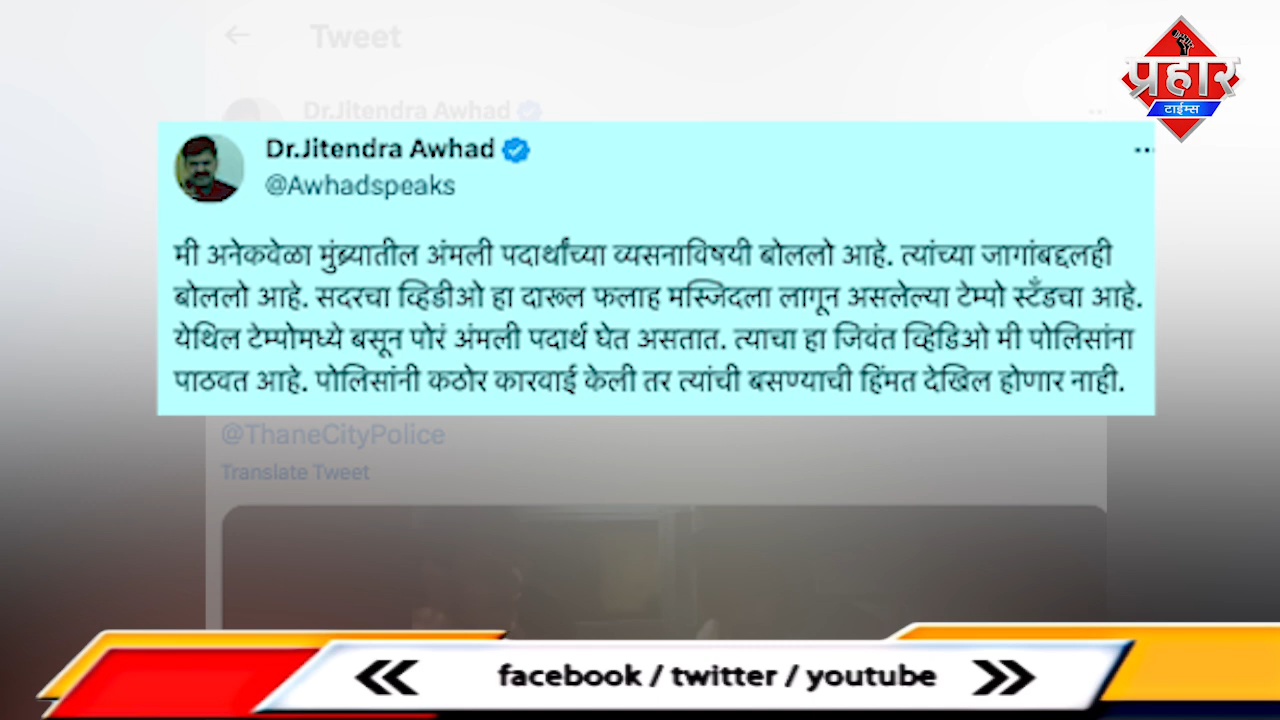 Tweet
प्रहार
टाईम्स
Dr.Jitendra Awhad
Dr.Jitendra Awhad
@Awhadspeaks
मी अनेकवेळा मुंब्र्यातील अंमली पदार्थांच्या व्यसनाविषयी बोललो आहे. त्यांच्या जागांबद्दलही
बोललो आहे. सदरचा व्हिडीओ हा दारूल फलाह मस्जिदला लागून असलेल्या टेम्पो स्टँडचा आहे.
येथिल टेम्पोमध्ये बसून पोरं अंमली पदार्थ घेत असतात. त्याचा हा जिवंत व्हिडिओ मी पोलिसांना
पाठवत आहे. पोलिसांनी कठोर कारवाई केली तर त्यांची बसण्याची हिंमत देखिल होणार नाही.
@ThaneCityPolice
Translate Tweet
facebook / twitter / youtube